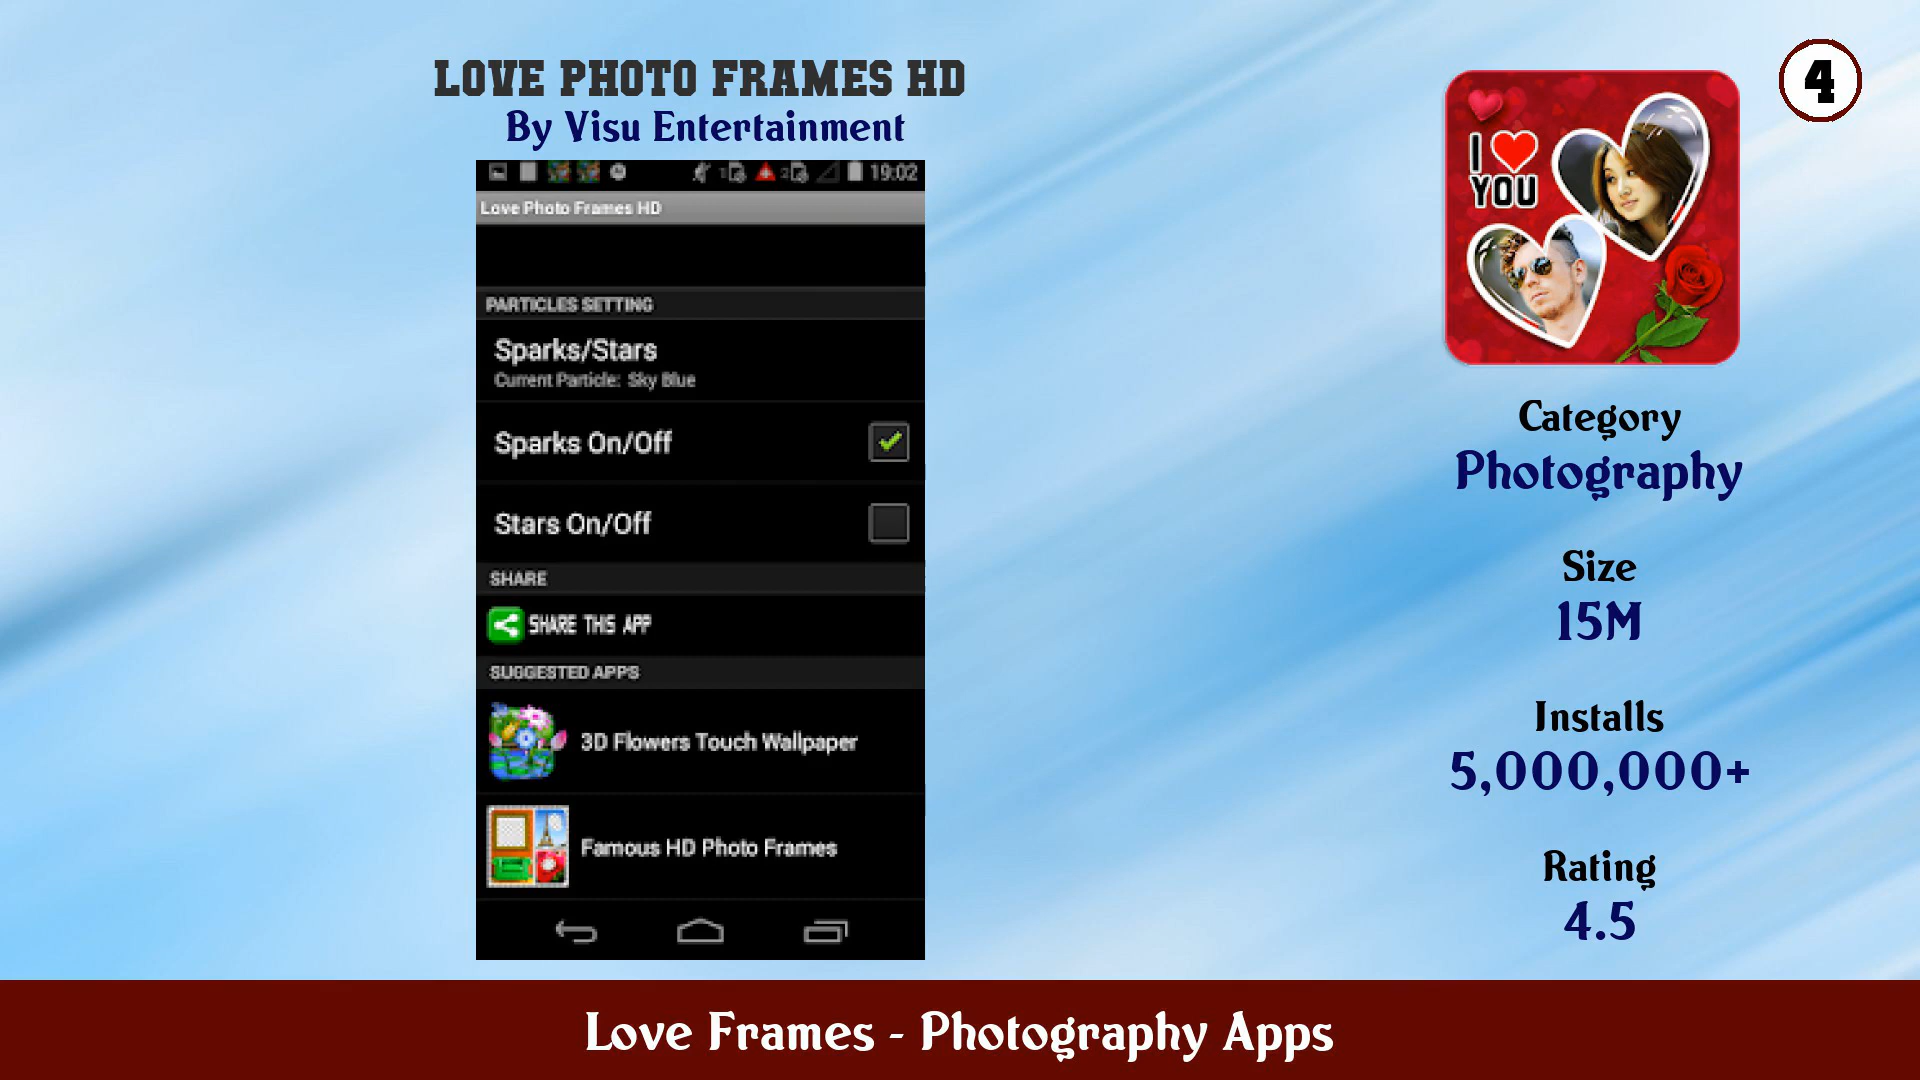 LOVE PHOTO FRAMES HD
By Visu Entertainment
19:02
Love Photo Frames HD
PARTICLES SETTING
Sparks/Stars
Current Particle: Sky Blue
Sparks On/Off
Stars On/Off
SHARE
SHARE THIS APP
SUGGESTED APPS
3D Flowers Touch Wallpaper
Famous HD Photo Frames
4
I
YOU
Category
Photography
Size
15M
Installs
5,000,000+
Rating
4.5
Love Frames - Photography Apps